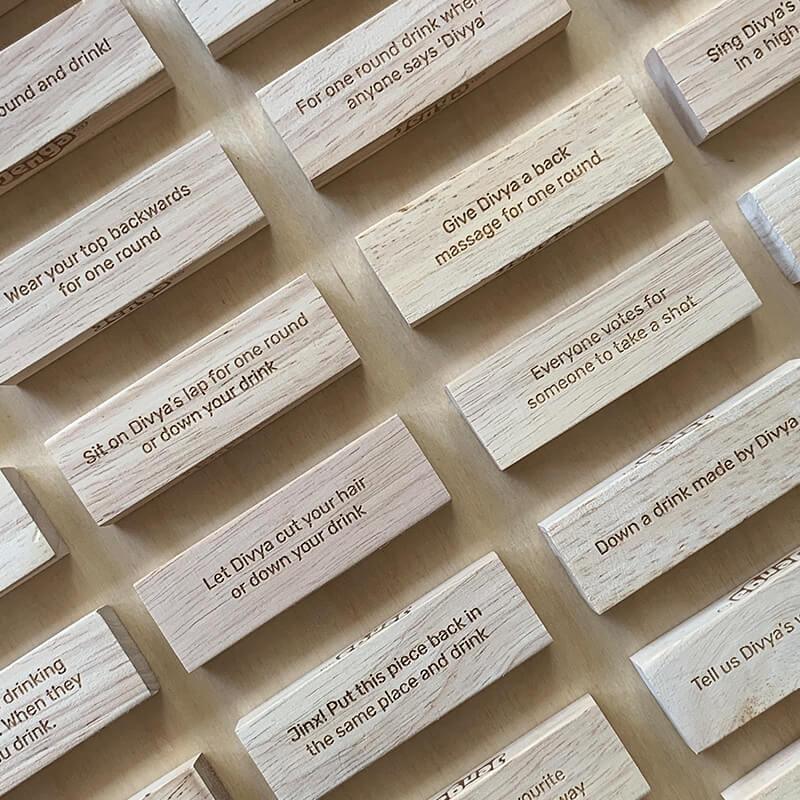 ound and drink!
For one round drink when
anyone says 'Divya'
Sing Divya's
in a high
Give Divya a back
massage for one round
Wear your top backwards
for one round
Everyone votes for
someone to take a shot
Sit on Divya's lap for one round
or down your drink
Down a drink made by Divya
Let Divya cut your hair
or down your drink
Tell us Divya's
Jinx! Put this piece back in
the same place and drink
drinking
when they
u drink.
vourite
way
Jenga